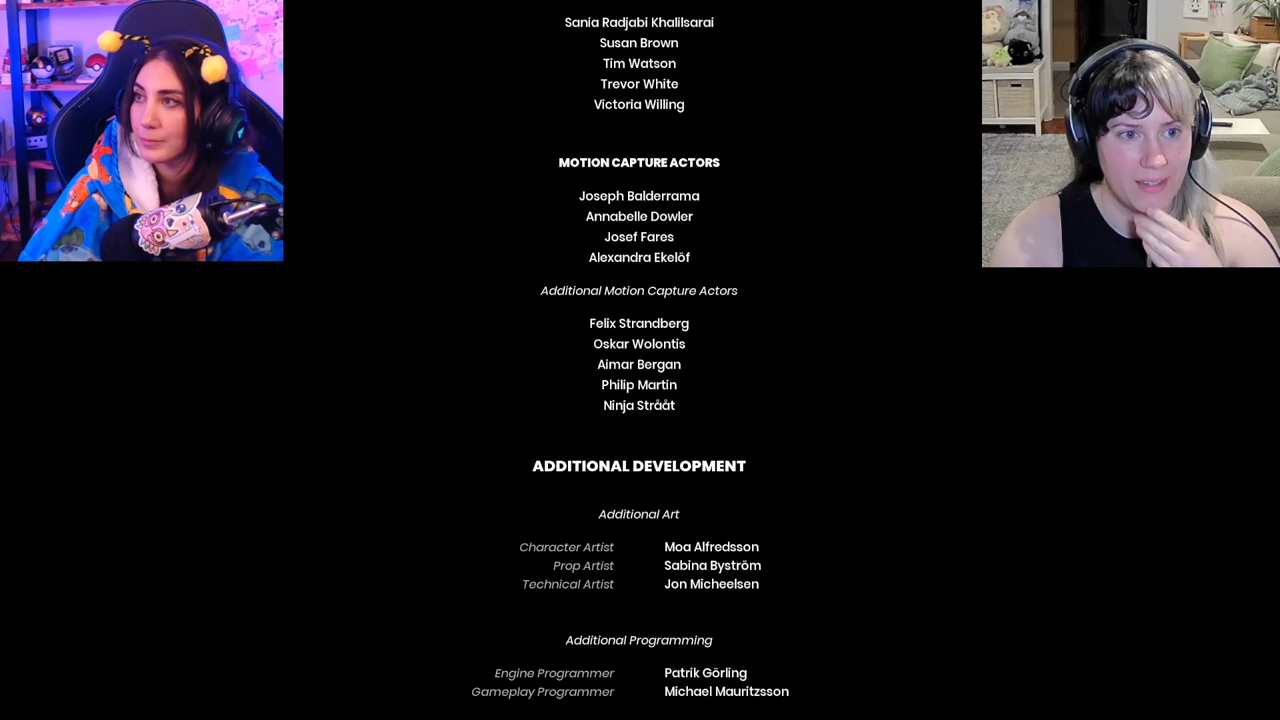 Sania Radjabi Khalilsarai
Susan Brown
Tim Watson
Trevor White
Victoria Willing
MOTION CAPTURE ACTORS
Joseph Balderrama
Annabelle Dowler
Josef Fares
Alexandra Ekelöf
Additional Motion Capture Actors
Felix Strandberg
Oskar Wolontis
Aimar Bergan
Philip Martin
Ninja Strååt
ADDITIONAL DEVELOPMENT
Additional Art
Character Artist Moa Alfredsson
Prop Artist Sabina Byström
Technical Artist Jon Micheelsen
Additional Programming
Engine Programmer Patrik Görling
Gameplay Programmer Michael Mauritzsson